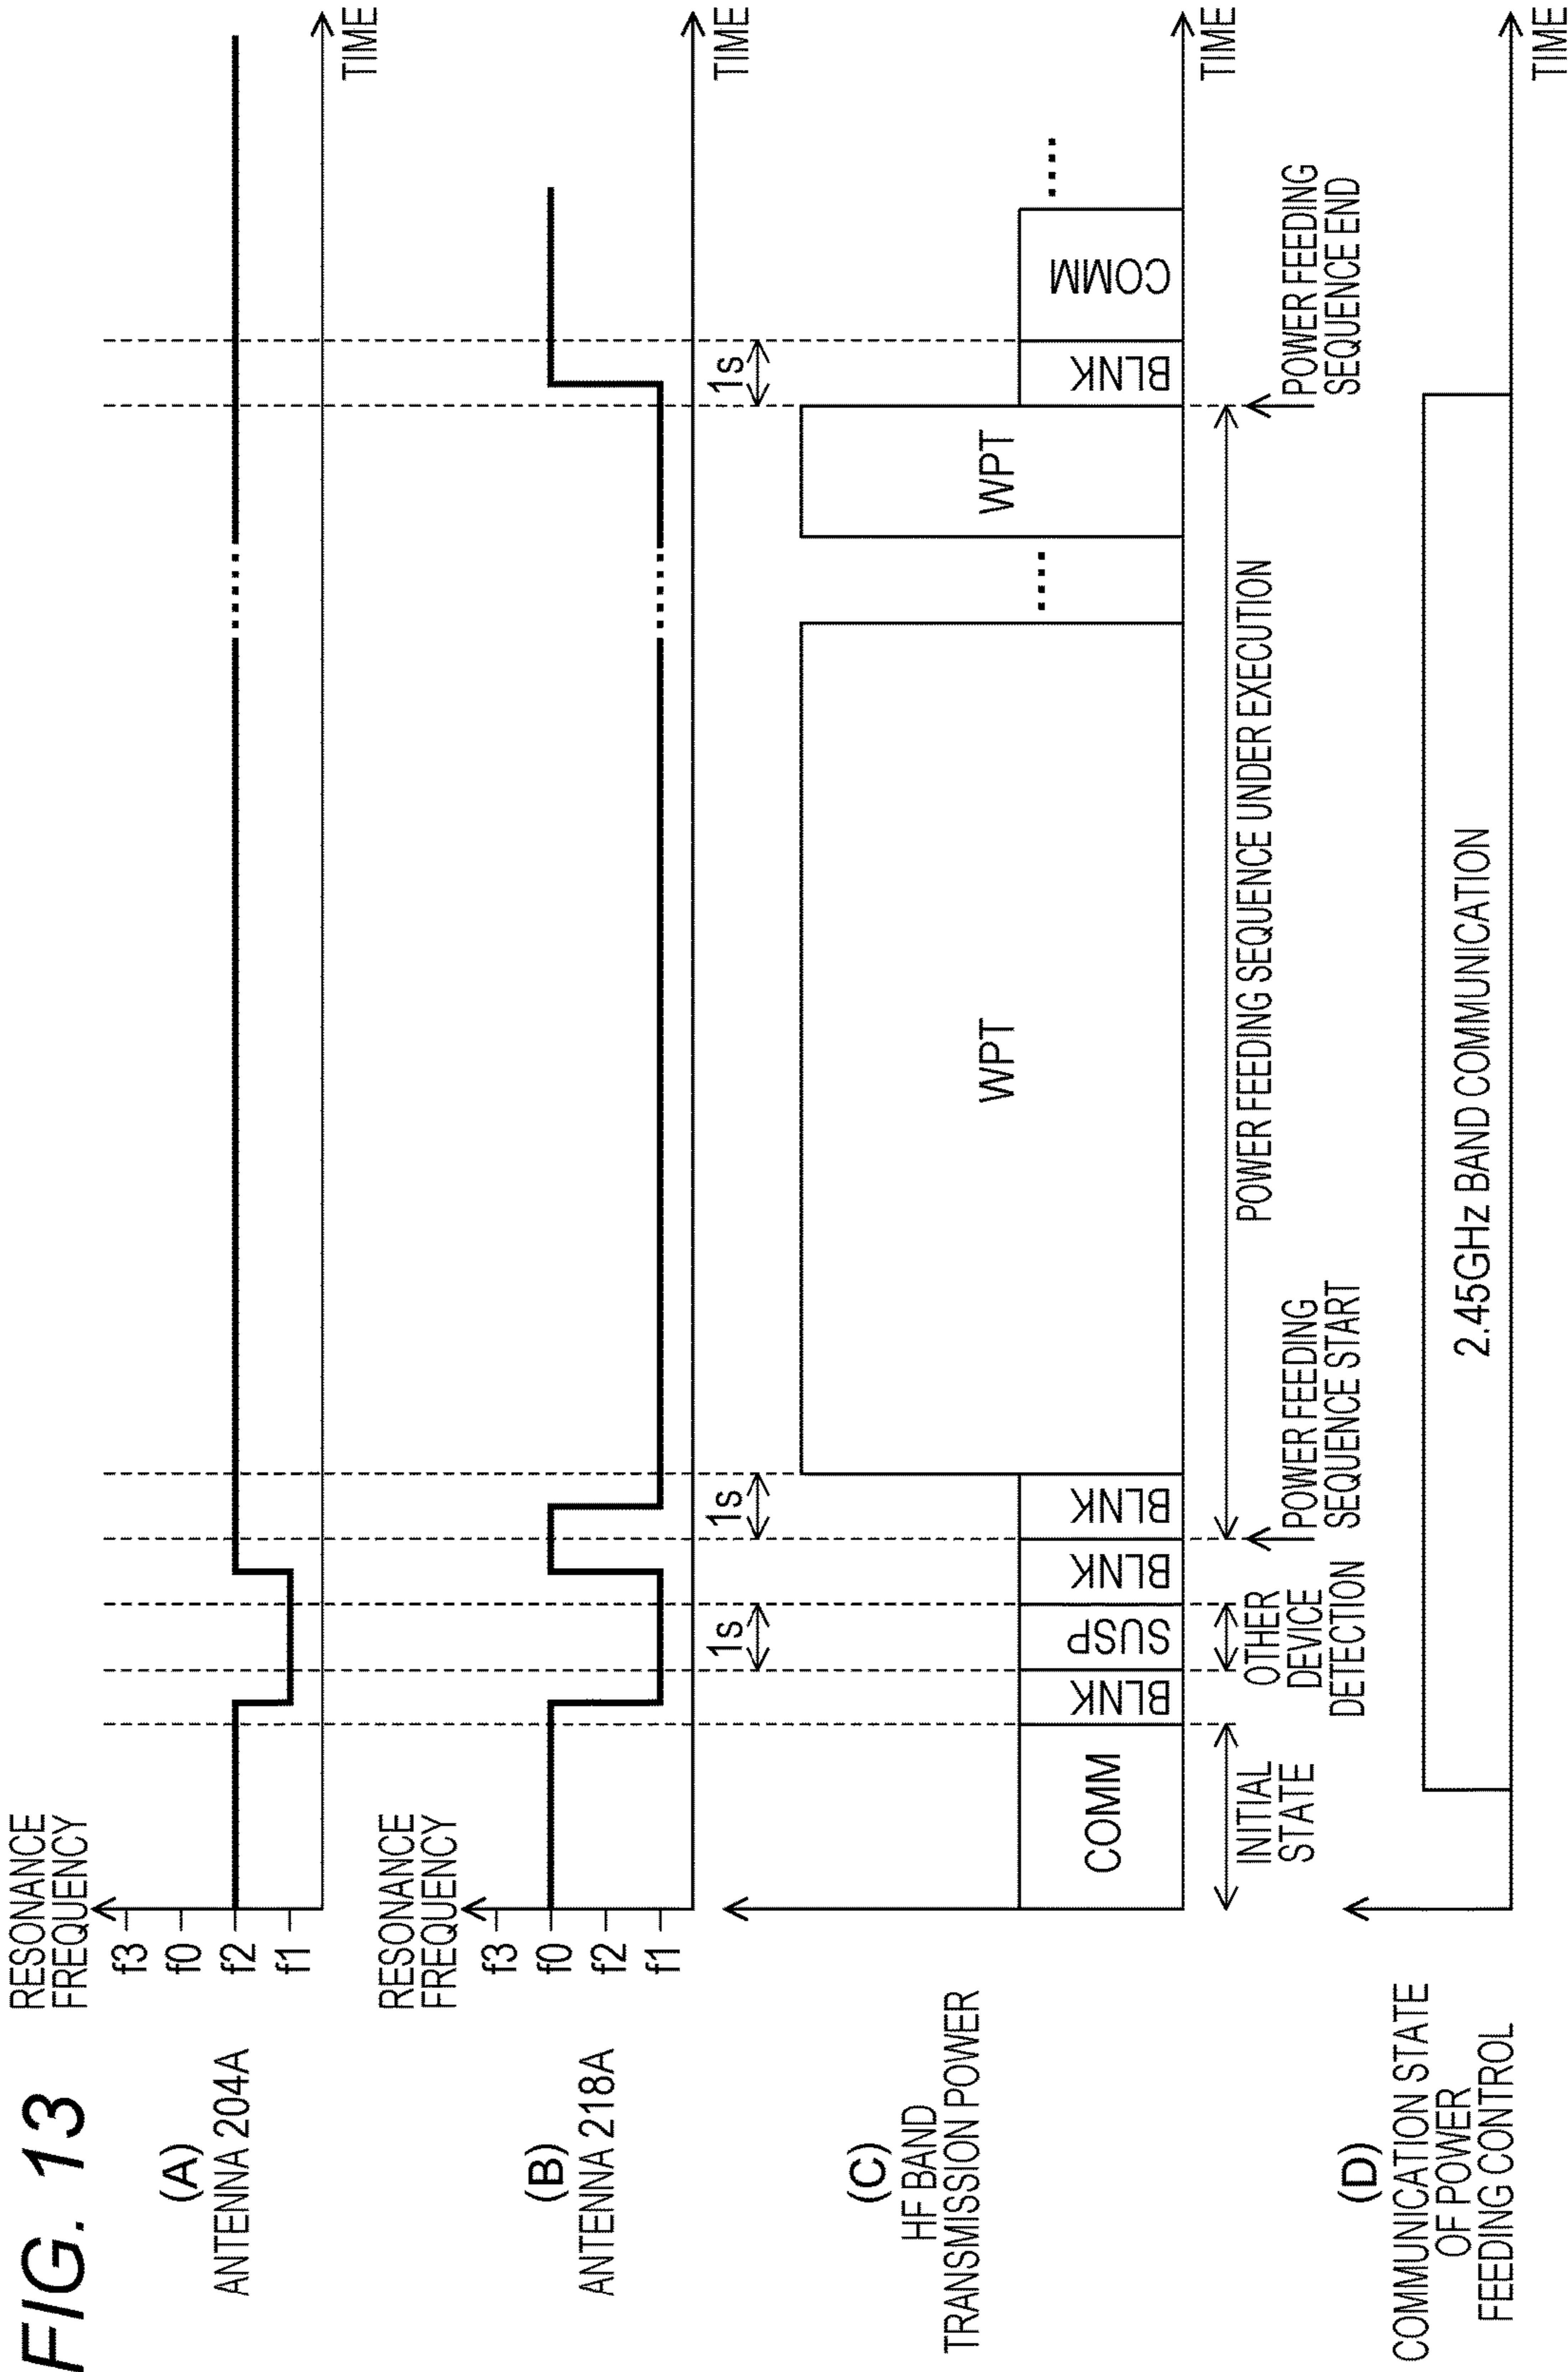 FIG. 13
(A)
ANTENNA 204A
RESONANCE
FREQUENCY
f3
f0
f2
f1
TIME
(B)
ANTENNA 218A
RESONANCE
FREQUENCY
f3
f0
f2
f1
TIME
(C)
HF BAND
TRANSMISSION POWER
1s
1s
1s
COMM
BLNK
SUSP
BLNK
BLNK
WPT
....
WPT
BLNK
COMM
....
TIME
INITIAL
STATE
OTHER
DEVICE
DETECTION
POWER FEEDING SEQUENCE UNDER EXECUTION
POWER FEEDING
SEQUENCE START
POWER FEEDING
SEQUENCE END
(D)
COMMUNICATION STATE
OF POWER
FEEDING CONTROL
2.45GHz BAND COMMUNICATION
TIME